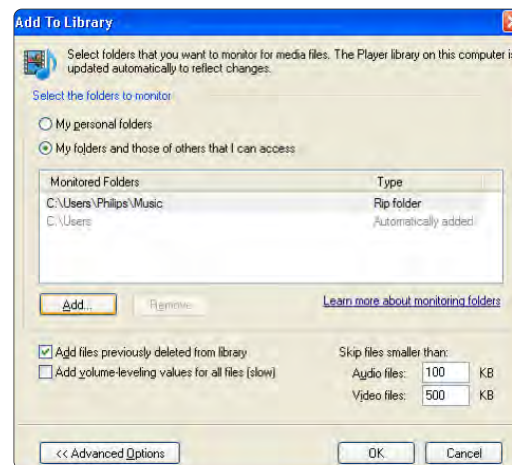 Add To Library
Select folders that you want to monitor for media files. The Player library on this computer is
updated automatically to reflect changes.
Select the folders to monitor
My personal folders
My folders and those of others that I can access
Monitored Folders Type
C:\Users\Philips\Music Rip folder
C:\Users Automatically added
Add... Remove Learn more about monitoring folders
Add files previously deleted from library Skip files smaller than:
Add volume-leveling values for all files (slow) Audio files: 100 KB
Video files: 500 KB
<< Advanced Options OK Cancel